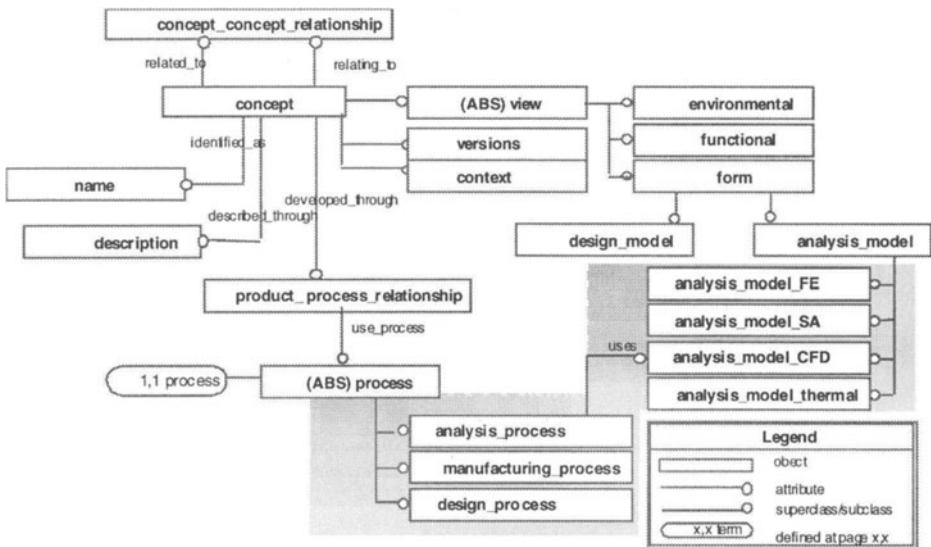 concept_concept_relationship
related_to
relating_to
concept
(ABS) view
environmental
identified_as
versions
functional
name
context
form
developed_through
described_through
description
design_model
analysis_model
product_process_relationship
analysis_model_FE
analysis_model_SA
use_process
uses
analysis_model_CFD
1,1 process
(ABS) process
analysis_model_thermal
analysis_process
Legend
manufacturing_process
obect
attribute
design_process
superclass/subclass
x,x term
defined at page x,x